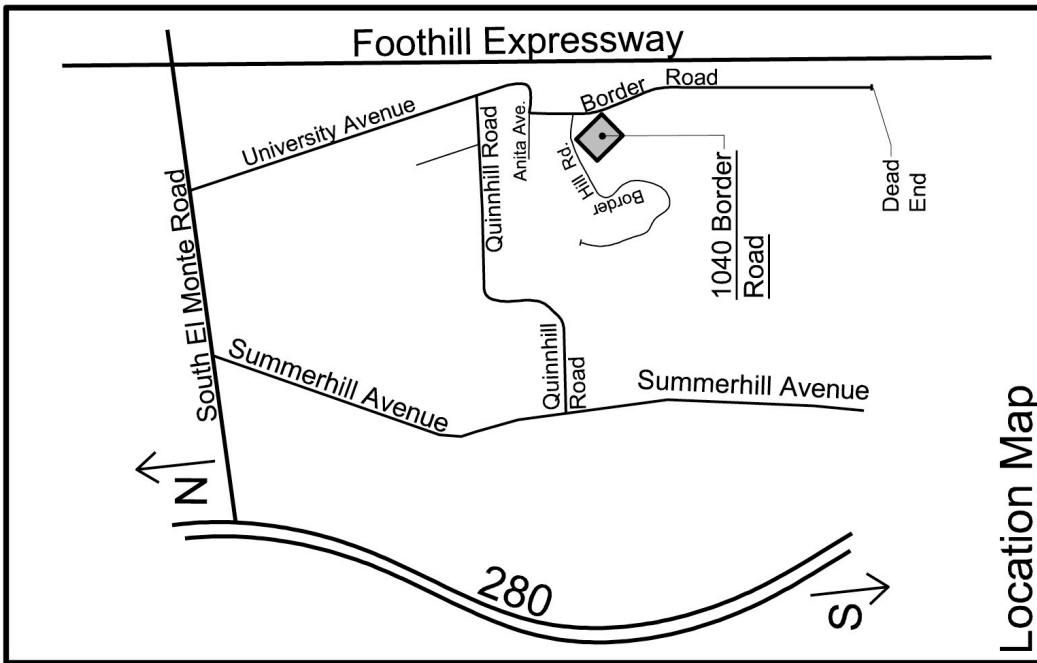 Foothill Expressway
Border
Road
University Avenue
Quinnhill Road
Anita Ave.
Border
Hill Rd.
1040 Border
Road
Dead
End
South El Monte Road
Summerhill Avenue
Quinnhill
Road
Summerhill Avenue
N
280
S
Location Map